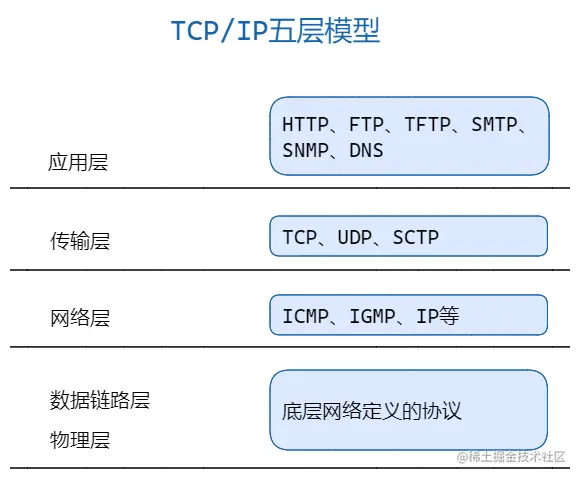 TCP/IP五层模型
应用层
HTTP、FTP、TFTP、SMTP、
SNMP、DNS
传输层
TCP、UDP、SCTP
网络层
ICMP、IGMP、IP等
数据链路层
物理层
底层网络定义的协议
@稀土掘金技术社区